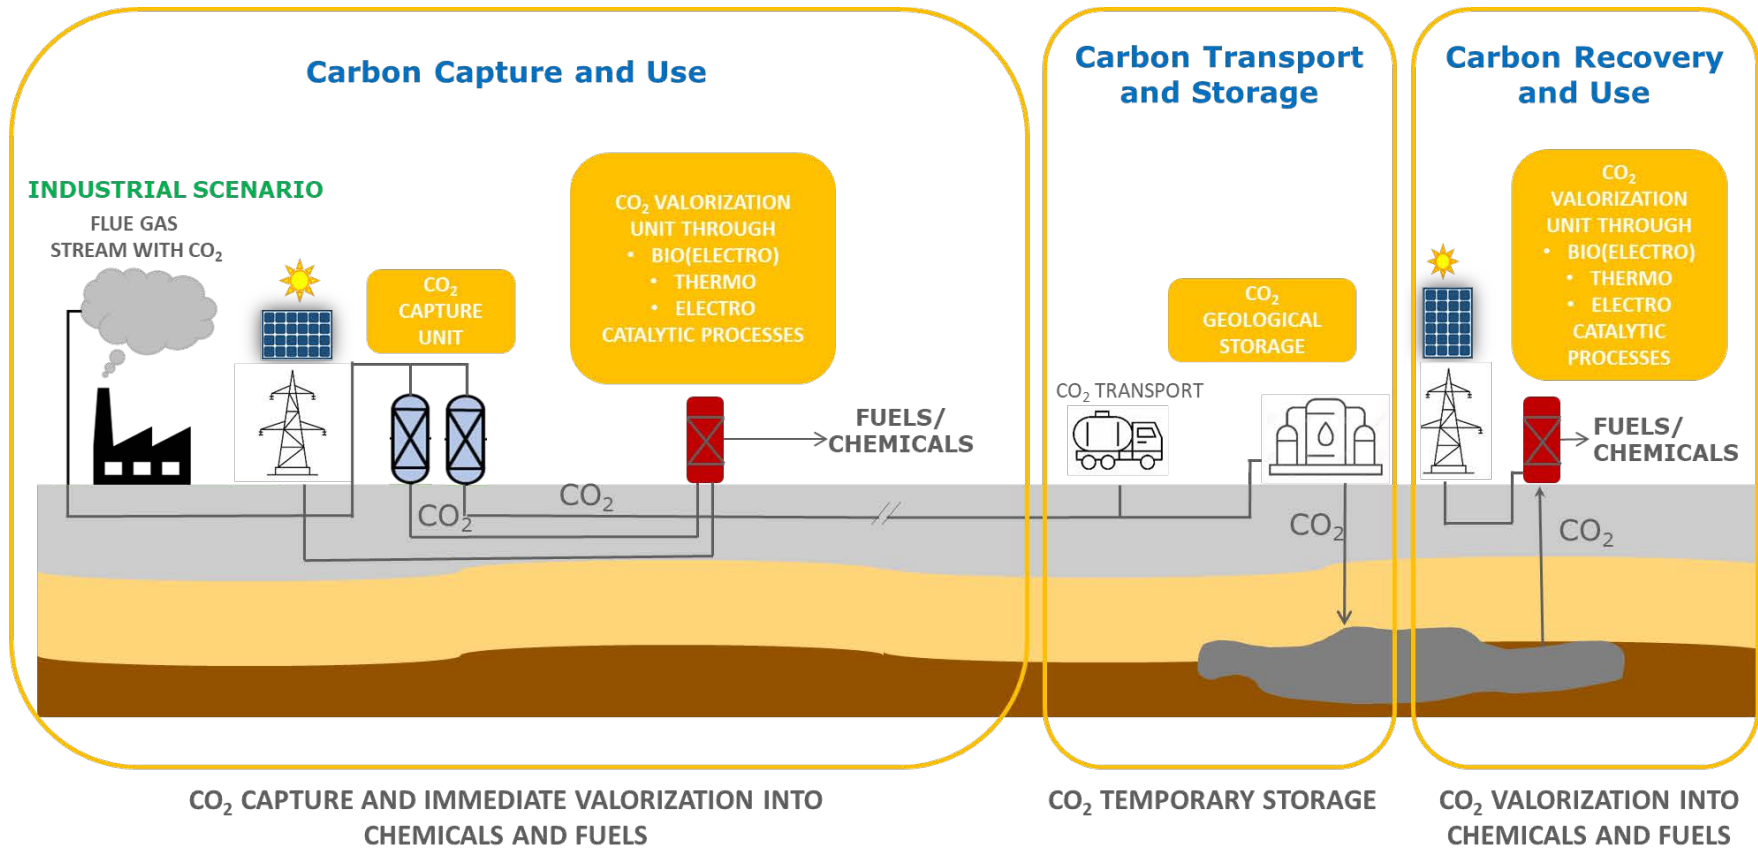 Carbon Capture and Use
INDUSTRIAL SCENARIO
FLUE GAS
STREAM WITH CO₂
CO₂
CAPTURE
UNIT
CO₂ VALORIZATION
UNIT THROUGH
• BIO(ELECTRO)
• THERMO
• ELECTRO
CATALYTIC PROCESSES
FUELS/
CHEMICALS
CO₂
CO₂
Carbon Transport
and Storage
CO₂
GEOLOGICAL
STORAGE
CO₂ TRANSPORT
CO₂
Carbon Recovery
and Use
CO₂
VALORIZATION
UNIT THROUGH
• BIO(ELECTRO)
• THERMO
• ELECTRO
CATALYTIC
PROCESSES
FUELS/
CHEMICALS
CO₂
CO₂ CAPTURE AND IMMEDIATE VALORIZATION INTO
CHEMICALS AND FUELS
CO₂ TEMPORARY STORAGE
CO₂ VALORIZATION INTO
CHEMICALS AND FUELS